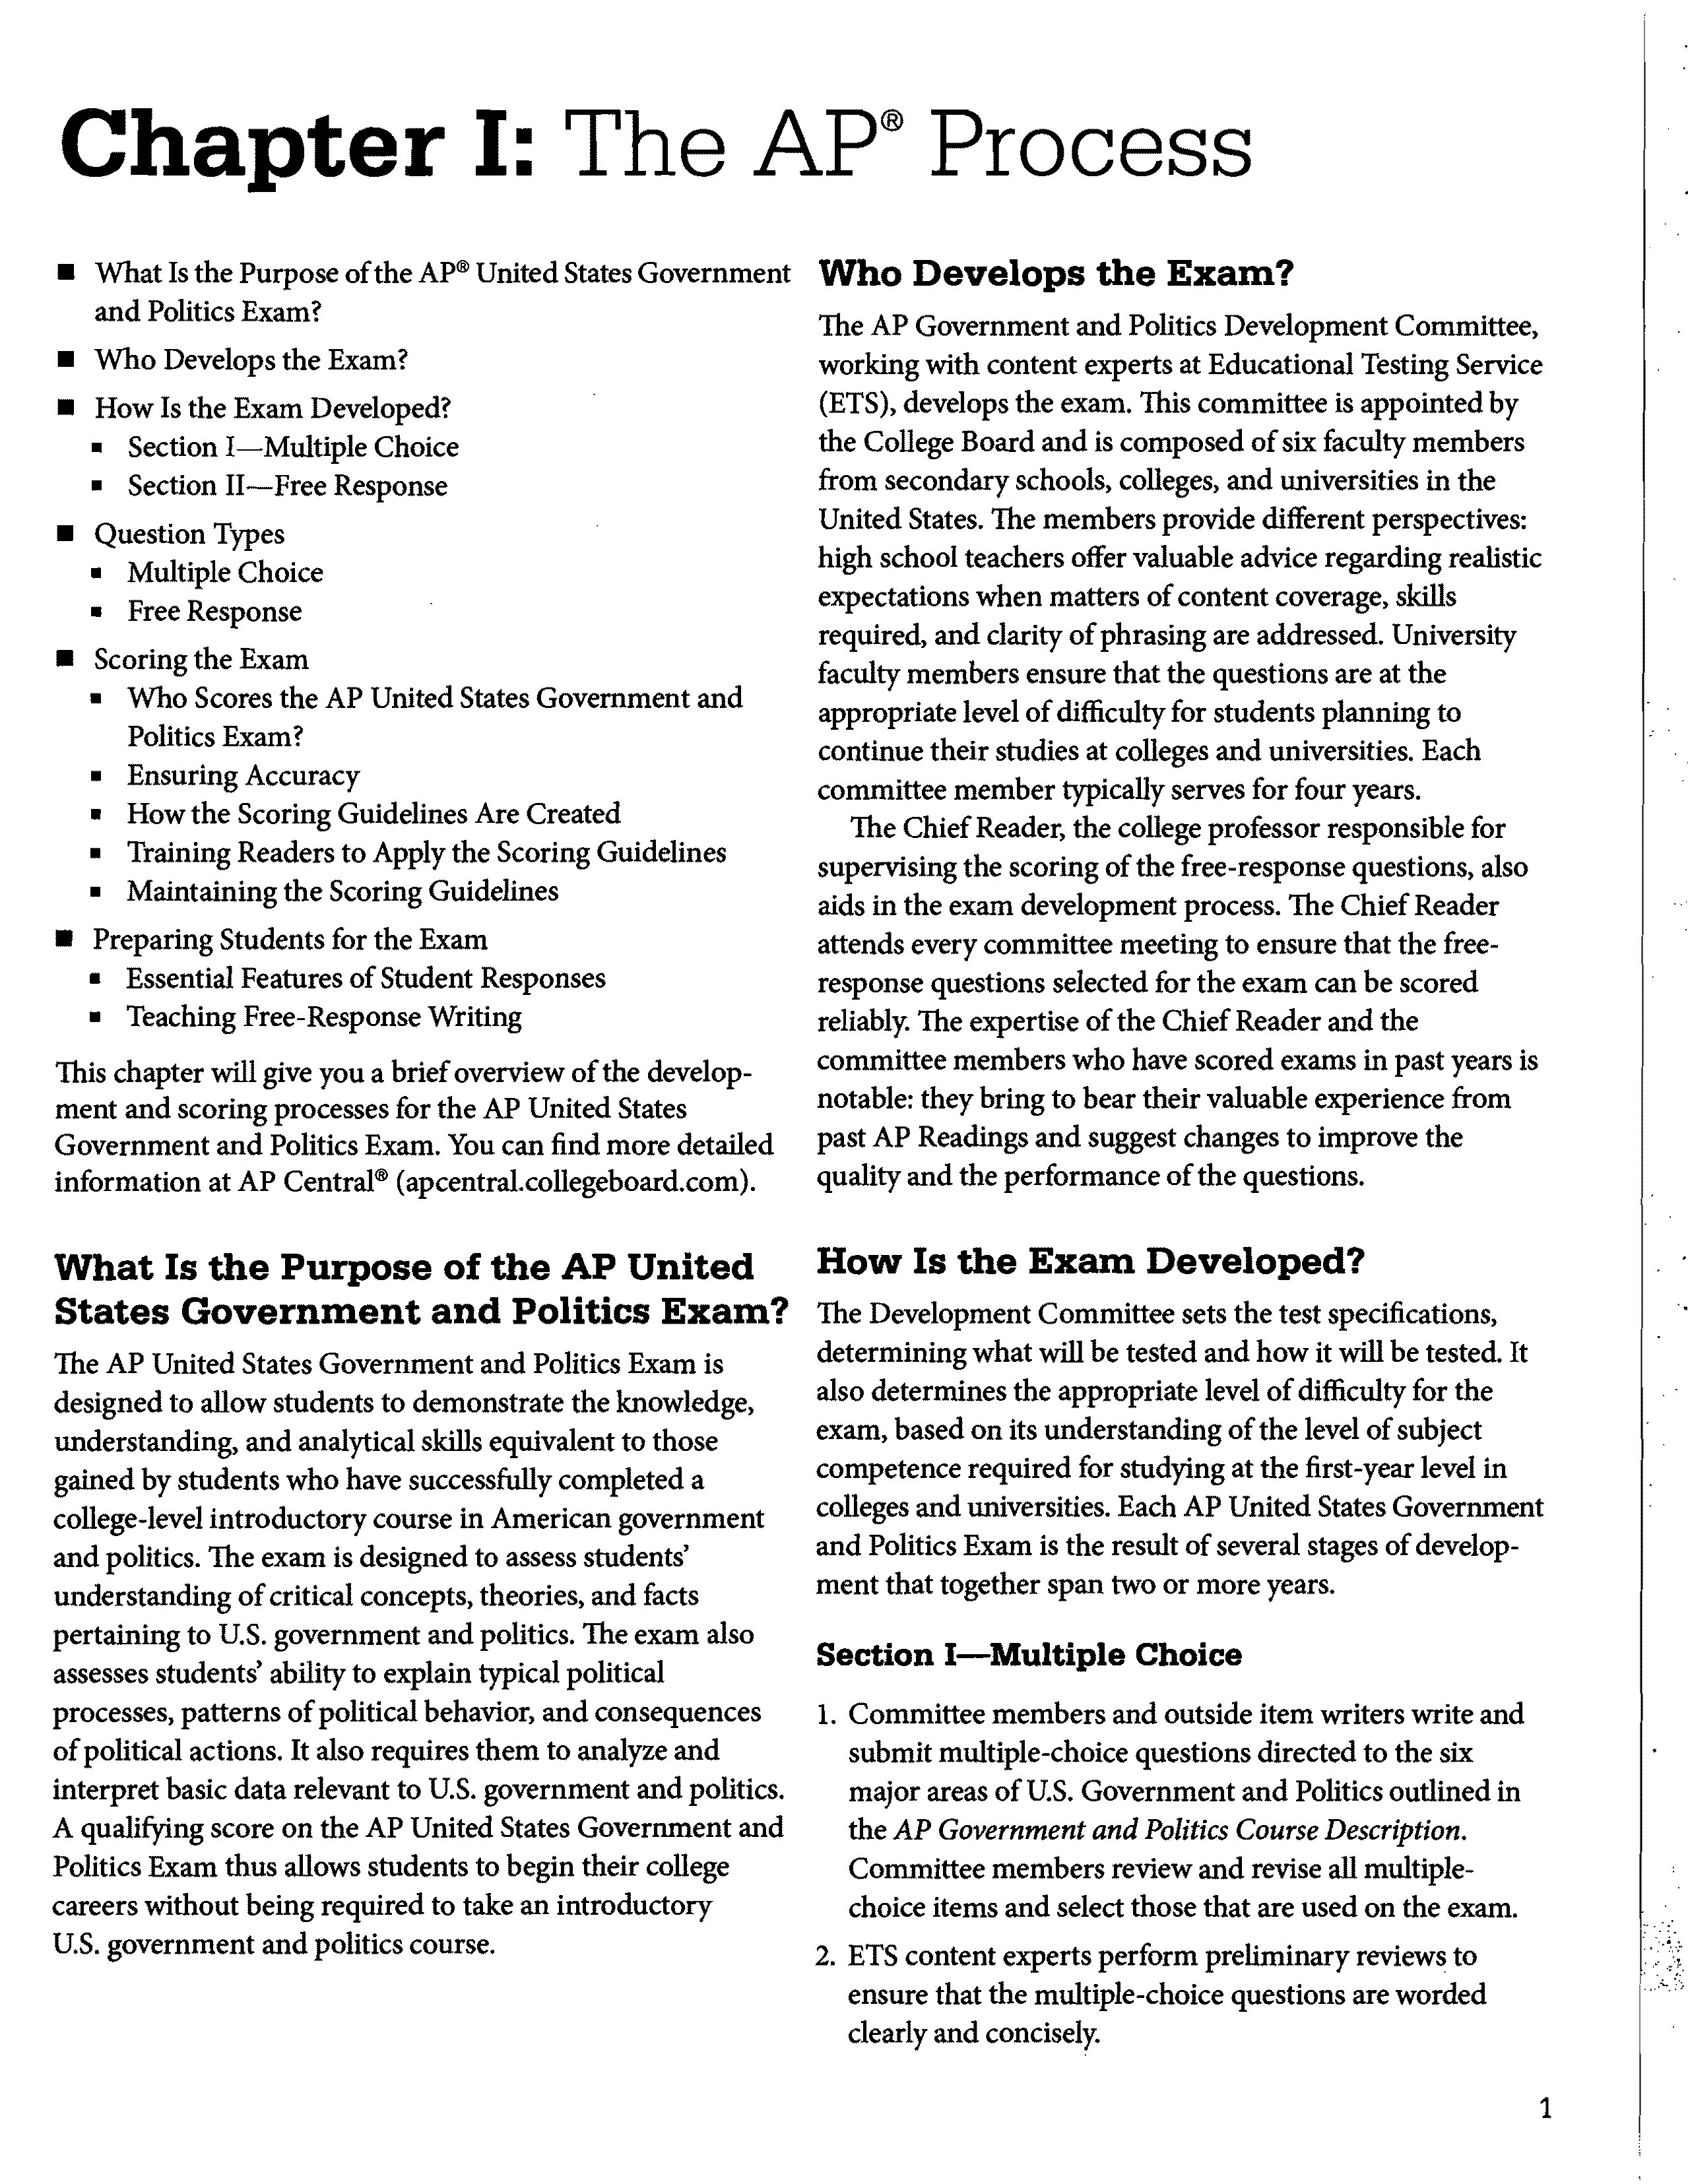 Chapter I: The AP® Process
■ What Is the Purpose of the AP® United States Government
and Politics Exam?
■ Who Develops the Exam?
■ How Is the Exam Developed?
■ Section I—Multiple Choice
■ Section II—Free Response
■ Question Types
■ Multiple Choice
■ Free Response
■ Scoring the Exam
■ Who Scores the AP United States Government and
Politics Exam?
■ Ensuring Accuracy
■ How the Scoring Guidelines Are Created
■ Training Readers to Apply the Scoring Guidelines
■ Maintaining the Scoring Guidelines
■ Preparing Students for the Exam
■ Essential Features of Student Responses
■ Teaching Free-Response Writing
This chapter will give you a brief overview of the develop-
ment and scoring processes for the AP United States
Government and Politics Exam. You can find more detailed
information at AP Central® (apcentral.collegeboard.com).
What Is the Purpose of the AP United
States Government and Politics Exam?
The AP United States Government and Politics Exam is
designed to allow students to demonstrate the knowledge,
understanding, and analytical skills equivalent to those
gained by students who have successfully completed a
college-level introductory course in American government
and politics. The exam is designed to assess students’
understanding of critical concepts, theories, and facts
pertaining to U.S. government and politics. The exam also
assesses students’ ability to explain typical political
processes, patterns of political behavior, and consequences
of political actions. It also requires them to analyze and
interpret basic data relevant to U.S. government and politics.
A qualifying score on the AP United States Government and
Politics Exam thus allows students to begin their college
careers without being required to take an introductory
U.S. government and politics course.
Who Develops the Exam?
The AP Government and Politics Development Committee,
working with content experts at Educational Testing Service
(ETS), develops the exam. This committee is appointed by
the College Board and is composed of six faculty members
from secondary schools, colleges, and universities in the
United States. The members provide different perspectives:
high school teachers offer valuable advice regarding realistic
expectations when matters of content coverage, skills
required, and clarity of phrasing are addressed. University
faculty members ensure that the questions are at the
appropriate level of difficulty for students planning to
continue their studies at colleges and universities. Each
committee member typically serves for four years.
The Chief Reader, the college professor responsible for
supervising the scoring of the free-response questions, also
aids in the exam development process. The Chief Reader
attends every committee meeting to ensure that the free-
response questions selected for the exam can be scored
reliably. The expertise of the Chief Reader and the
committee members who have scored exams in past years is
notable: they bring to bear their valuable experience from
past AP Readings and suggest changes to improve the
quality and the performance of the questions.
How Is the Exam Developed?
The Development Committee sets the test specifications,
determining what will be tested and how it will be tested. It
also determines the appropriate level of difficulty for the
exam, based on its understanding of the level of subject
competence required for studying at the first-year level in
colleges and universities. Each AP United States Government
and Politics Exam is the result of several stages of develop-
ment that together span two or more years.
Section I—Multiple Choice
1. Committee members and outside item writers write and
submit multiple-choice questions directed to the six
major areas of U.S. Government and Politics outlined in
the AP Government and Politics Course Description.
Committee members review and revise all multiple-
choice items and select those that are used on the exam.
2. ETS content experts perform preliminary reviews to
ensure that the multiple-choice questions are worded
clearly and concisely.
1